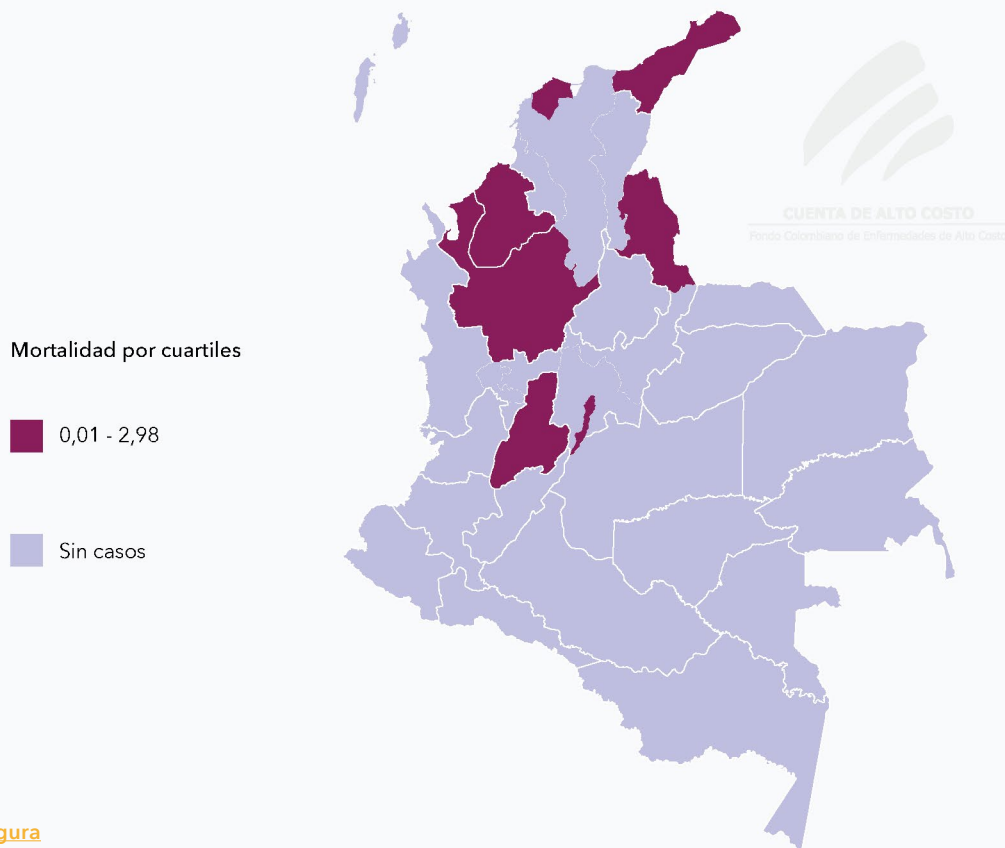 CUENTA DE ALTO COSTO
Fondo Colombiano de Enfermedades de Alto Costo
Mortalidad por cuartiles
0,01 - 2,98
Sin casos
gura